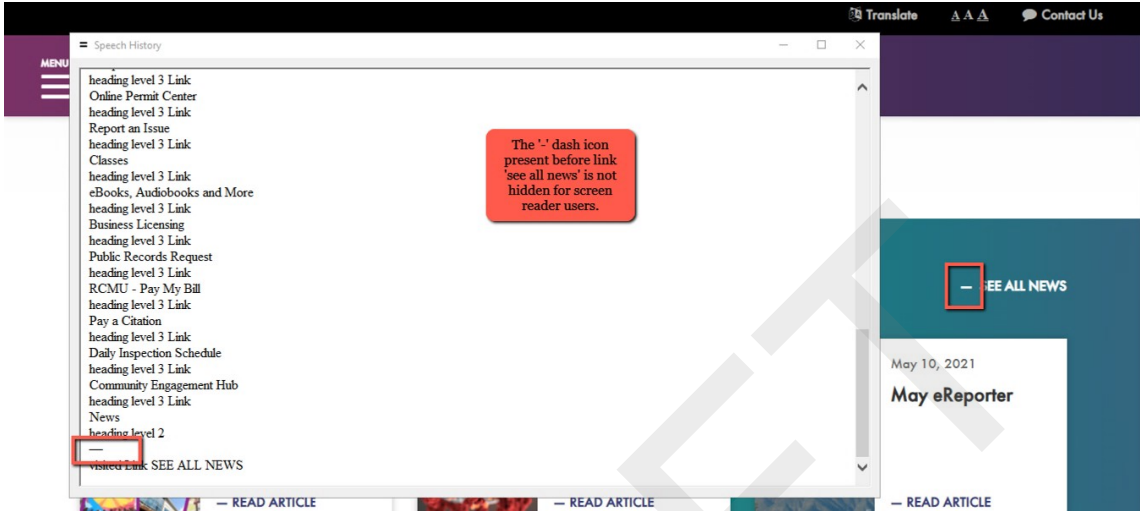 Translate A A A Contact Us
MENU
Speech History
heading level 3 Link
Online Permit Center
heading level 3 Link
Report an Issue
heading level 3 Link
Classes
heading level 3 Link
eBooks, Audiobooks and More
heading level 3 Link
Business Licensing
heading level 3 Link
Public Records Request
heading level 3 Link
RCMU - Pay My Bill
heading level 3 Link
Pay a Citation
heading level 3 Link
Daily Inspection Schedule
heading level 3 Link
Community Engagement Hub
heading level 3 Link
News
heading level 2
—
visited Link SEE ALL NEWS
The '-' dash icon
present before link
'see all news' is not
hidden for screen
reader users.
— SEE ALL NEWS
May 10, 2021
May eReporter
— READ ARTICLE
— READ ARTICLE
— READ ARTICLE